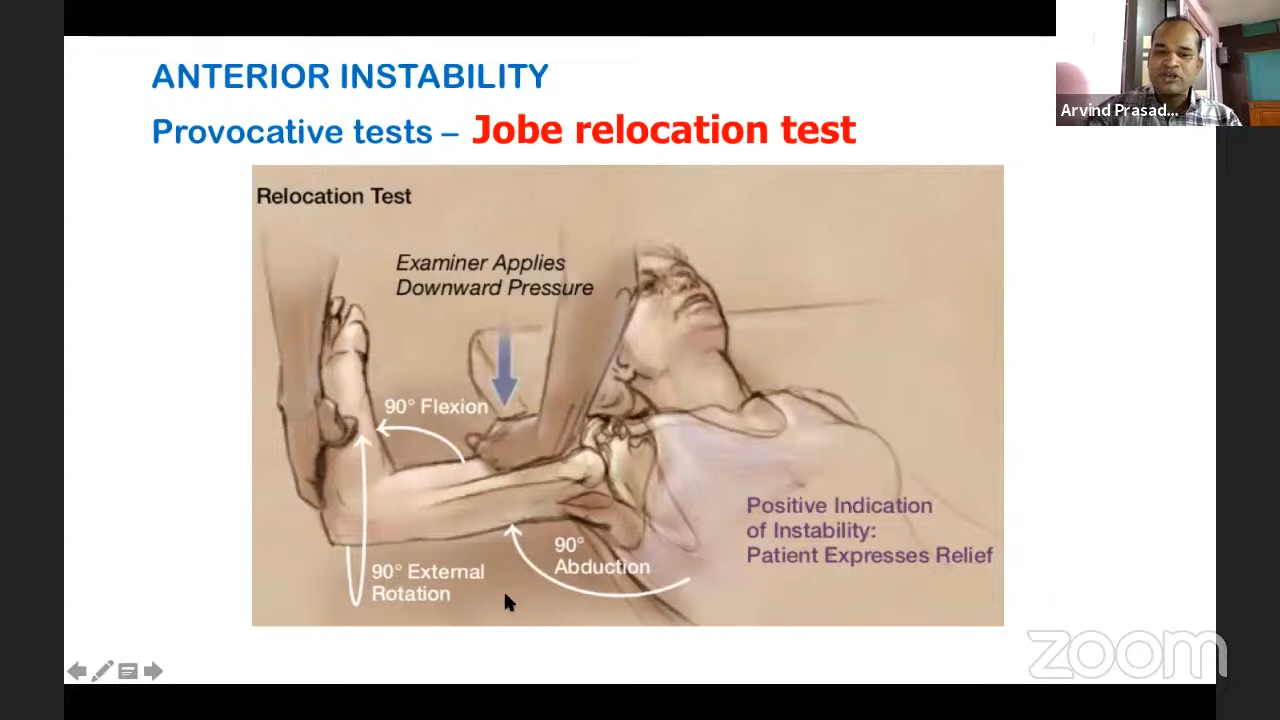 ANTERIOR INSTABILITY
Provocative tests – Jobe relocation test
Arvind Prasad...
Relocation Test
Examiner Applies
Downward Pressure
90° Flexion
90° External
Rotation
90°
Abduction
Positive Indication
of Instability:
Patient Expresses Relief
zoom